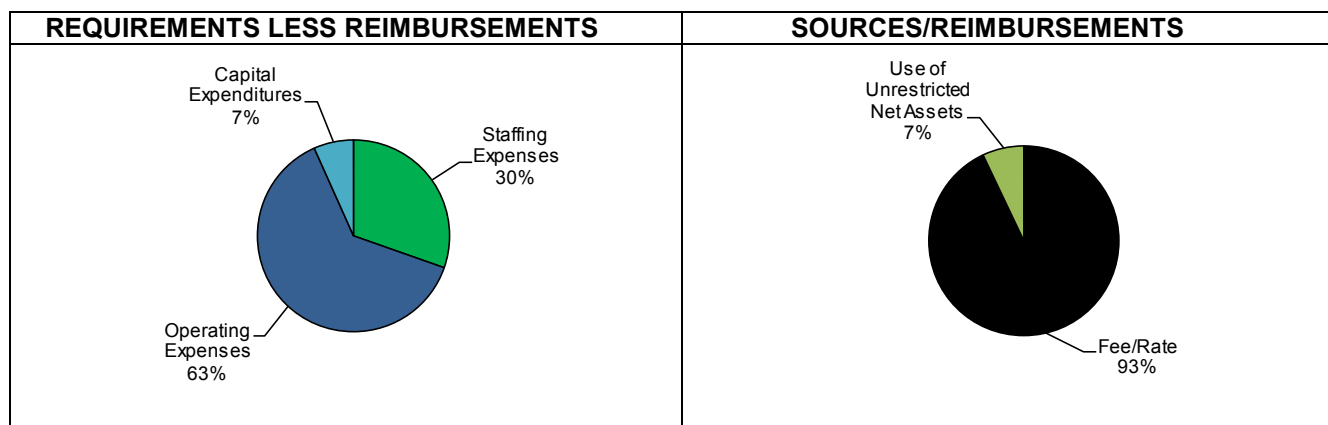 REQUIREMENTS LESS REIMBURSEMENTS
SOURCES/REIMBURSEMENTS
Capital
Expenditures
7%
Staffing
Expenses
30%
Operating
Expenses
63%
Use of
Unrestricted
Net Assets
7%
Fee/Rate
93%